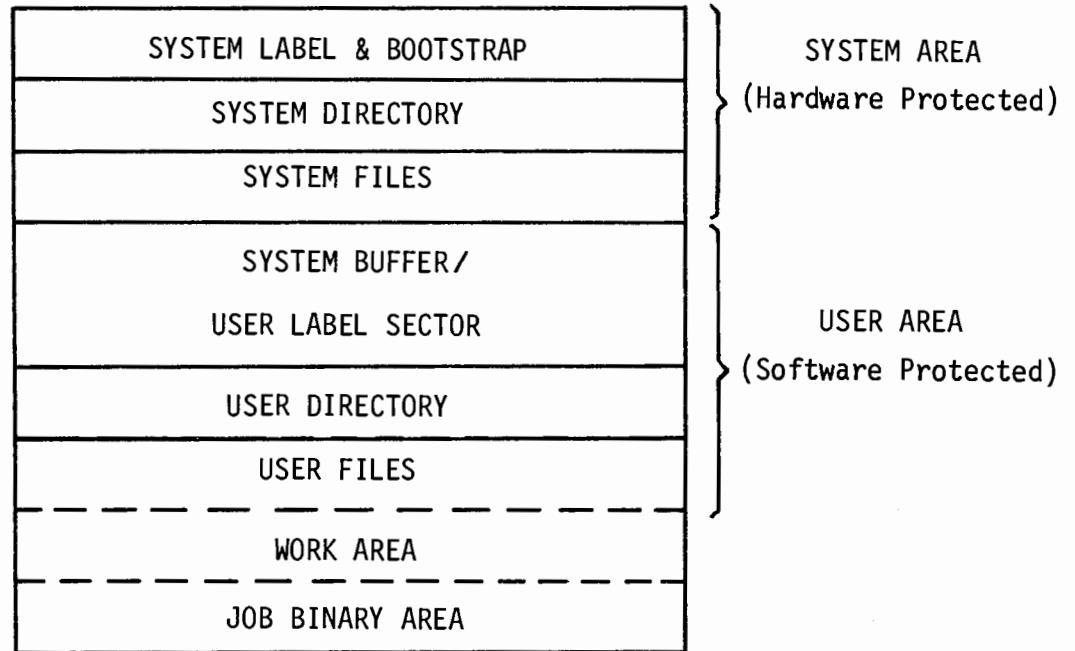 SYSTEM LABEL & BOOTSTRAP
SYSTEM DIRECTORY
SYSTEM FILES
SYSTEM AREA
(Hardware Protected)
SYSTEM BUFFER/
USER LABEL SECTOR
USER DIRECTORY
USER FILES
USER AREA
(Software Protected)
WORK AREA
JOB BINARY AREA